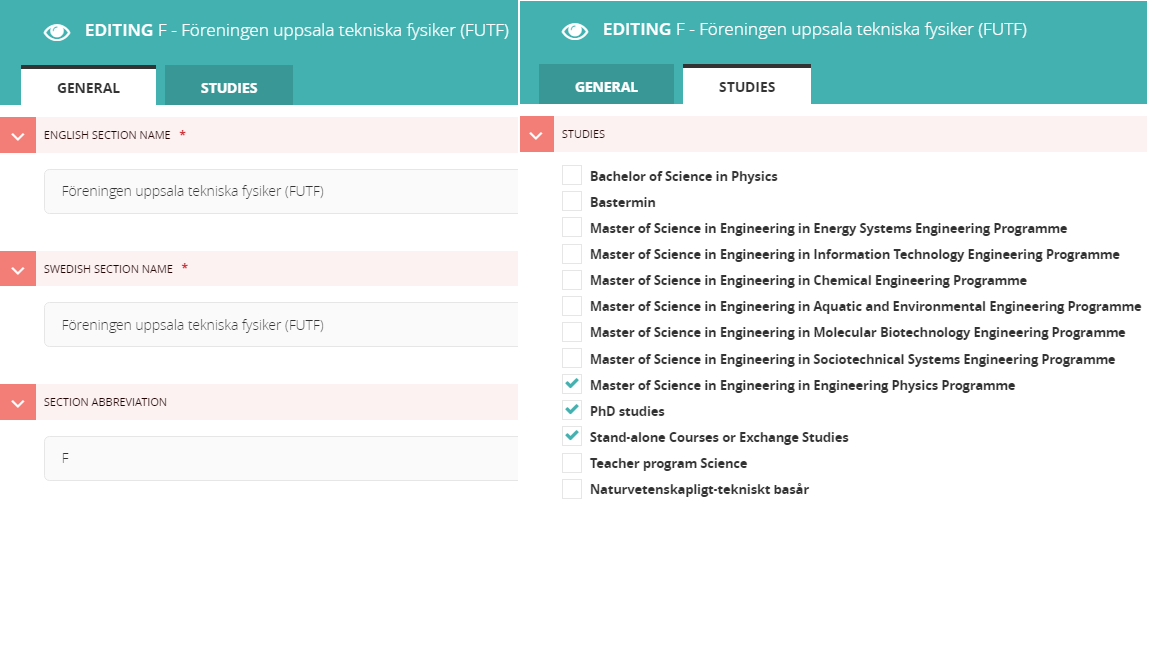 EDITING F - Föreningen uppsala tekniska fysiker (FUTF)
GENERAL STUDIES
ENGLISH SECTION NAME *
Föreningen uppsala tekniska fysiker (FUTF)
SWEDISH SECTION NAME *
Föreningen uppsala tekniska fysiker (FUTF)
SECTION ABBREVIATION
F
EDITING F - Föreningen uppsala tekniska fysiker (FUTF)
GENERAL STUDIES
STUDIES
Bachelor of Science in Physics
Bastermin
Master of Science in Engineering in Energy Systems Engineering Programme
Master of Science in Engineering in Information Technology Engineering Programme
Master of Science in Engineering in Chemical Engineering Programme
Master of Science in Engineering in Aquatic and Environmental Engineering Programme
Master of Science in Engineering in Molecular Biotechnology Engineering Programme
Master of Science in Engineering in Sociotechnical Systems Engineering Programme
Master of Science in Engineering in Engineering Physics Programme
PhD studies
Stand-alone Courses or Exchange Studies
Teacher program Science
Naturvetenskapligt-tekniskt basår